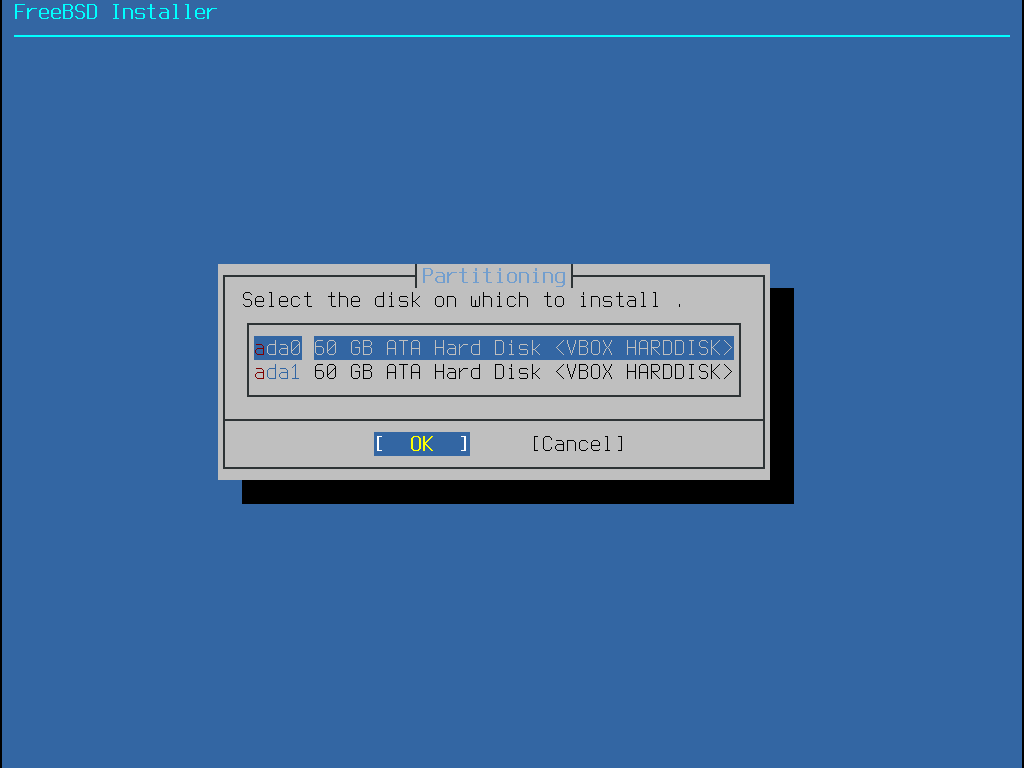 FreeBSD Installer
Partitioning
Select the disk on which to install .
ada0 60 GB ATA Hard Disk <VBOX HARDDISK>
ada1 60 GB ATA Hard Disk <VBOX HARDDISK>
[ OK ] [Cancel]